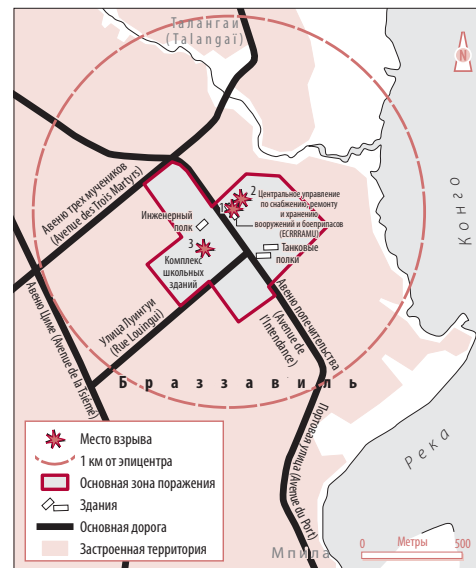 Талангаи
(Talangaï)
N
Авеню трех мучеников
(Avenue des Trois Martyrs)
2
1
Центральное управление
по снабжению, ремонту
и хранению
вооружений и боеприпасов
(ECRRAMU)
Инженерный
полк
3
Комплекс
школьных
зданий
Танковые
полки
Конго
Авеню Циме (Avenue de la Tsiémé)
Улица Луингуи
(Rue Louingui)
Авеню попечительства
(Avenue de
l'Intendance)
Браззавиль
Портовая улица (Avenue du Port)
Река
Место взрыва
1 км от эпицентра
Основная зона поражения
Здания
Основная дорога
Застроенная территория
Мпила
0 Метры 500